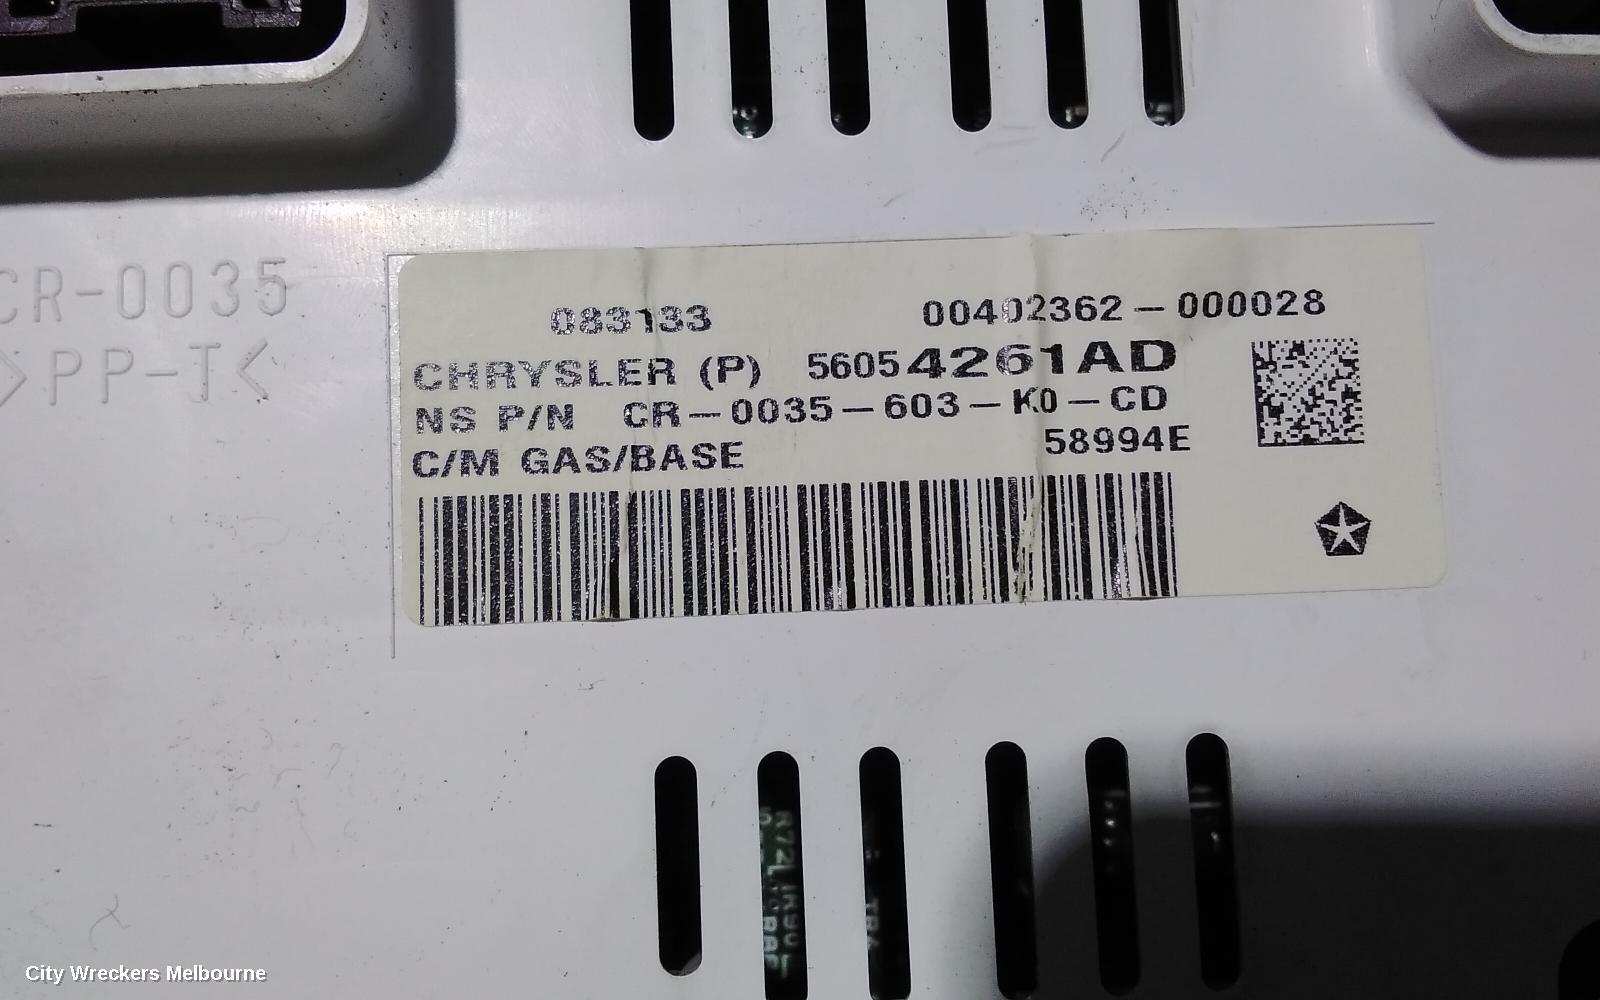 083133 00402362-000028
CHRYSLER (P) 56054261AD
NS P/N CR-0035-603-K0-CD
C/M GAS/BASE 58994E
CR-0035
>PP-T<
City Wreckers Melbourne